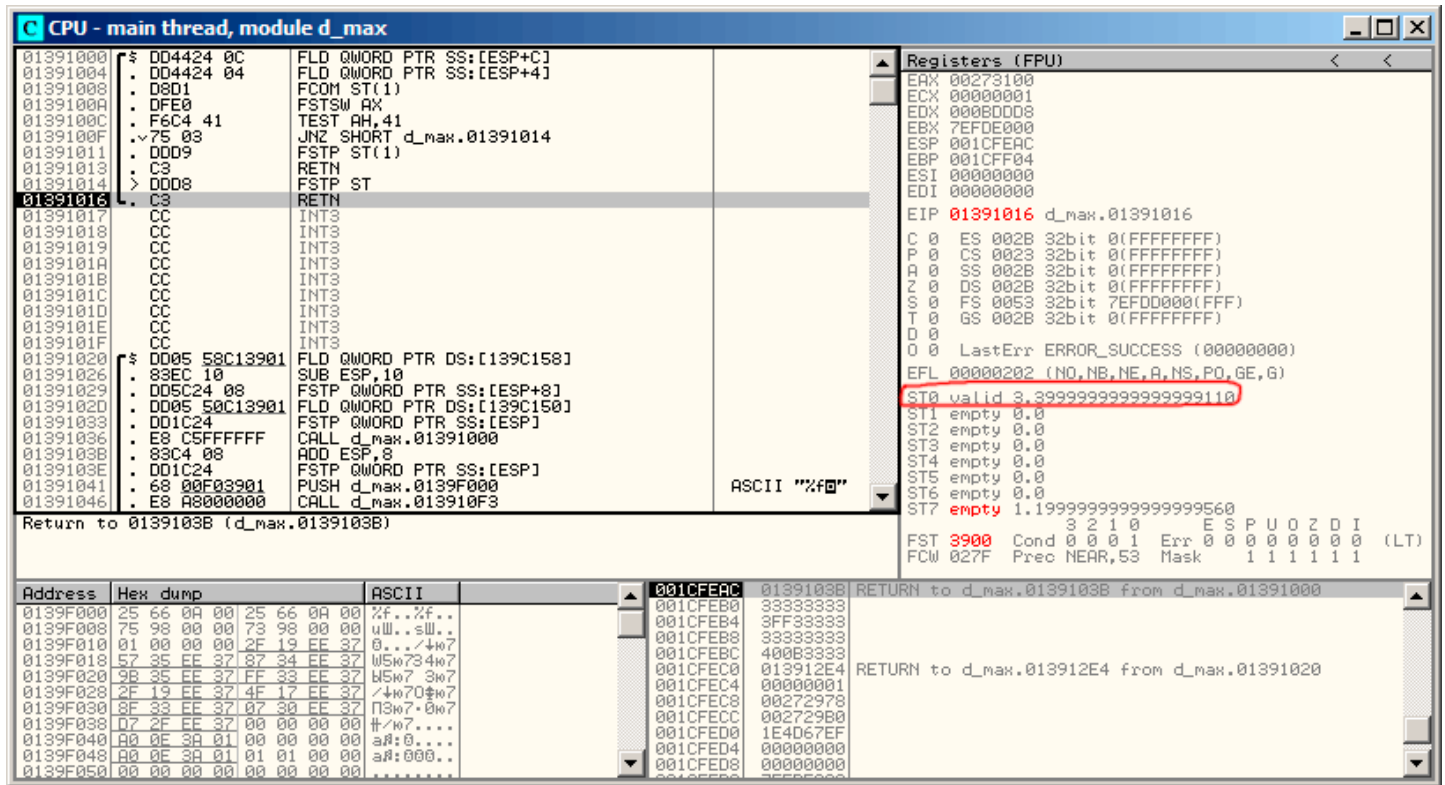 C CPU - main thread, module d_max
01391000 $ DD4424 0C FLD QWORD PTR SS:[ESP+C]
01391004 . DD4424 04 FLD QWORD PTR SS:[ESP+4]
01391008 . D8D1 FCOM ST(1)
0139100A . DFE0 FSTSW AX
0139100C . F6C4 41 TEST AH,41
0139100F .v75 03 JNZ SHORT d_max.01391014
01391011 . DDD9 FSTP ST(1)
01391013 . C3 RETN
01391014 > DDD8 FSTP ST
01391016 . C3 RETN
01391017 CC INT3
01391018 CC INT3
01391019 CC INT3
0139101A CC INT3
0139101B CC INT3
0139101C CC INT3
0139101D CC INT3
0139101E CC INT3
0139101F CC INT3
01391020 $ DD05 58C13901 FLD QWORD PTR DS:[139C158]
01391026 . 83EC 10 SUB ESP,10
01391029 . DD5C24 08 FSTP QWORD PTR SS:[ESP+8]
0139102D . DD05 50C13901 FLD QWORD PTR DS:[139C150]
01391033 . DD1C24 FSTP QWORD PTR SS:[ESP]
01391036 . E8 C5FFFFFF CALL d_max.01391000
0139103B . 83C4 08 ADD ESP,8
0139103E . DD1C24 FSTP QWORD PTR SS:[ESP]
01391041 . 68 00F03901 PUSH d_max.0139F000 ASCII "%f◙"
01391046 . E8 A8000000 CALL d_max.013910F3
Return to 0139103B (d_max.0139103B)
Registers (FPU) < <
EAX 00273100
ECX 00000001
EDX 000BDDD8
EBX 7EFDE000
ESP 001CFEAC
EBP 001CFF04
ESI 00000000
EDI 00000000
EIP 01391016 d_max.01391016
C 0 ES 002B 32bit 0(FFFFFFFF)
P 0 CS 0023 32bit 0(FFFFFFFF)
A 0 SS 002B 32bit 0(FFFFFFFF)
Z 0 DS 002B 32bit 0(FFFFFFFF)
S 0 FS 0053 32bit 7EFDD000(FFF)
T 0 GS 002B 32bit 0(FFFFFFFF)
D 0
O 0 LastErr ERROR_SUCCESS (00000000)
EFL 00000202 (NO,NB,NE,A,NS,PO,GE,G)
ST0 valid 3.3999999999999999110
ST1 empty 0.0
ST2 empty 0.0
ST3 empty 0.0
ST4 empty 0.0
ST5 empty 0.0
ST6 empty 0.0
ST7 empty 1.1999999999999999560
3 2 1 0 E S P U O Z D I
FST 3900 Cond 0 0 0 1 Err 0 0 0 0 0 0 0 0 (LT)
FCW 027F Prec NEAR,53 Mask 1 1 1 1 1 1
Address Hex dump ASCII
0139F000 25 66 0A 00 25 66 0A 00 %f..%f..
0139F008 75 98 00 00 73 98 00 00 uШ..sШ..
0139F010 01 00 00 00 2F 19 EE 37
0139F018 57 35 EE 37 87 34 EE 37 W5ю7З4ю7
0139F020 9B 35 EE 37 FF 33 EE 37
0139F028 2F 19 EE 37 4F 17 EE 37
0139F030 8F 33 EE 37 07 30 EE 37 П3ю7•0ю7
0139F038 D7 2F EE 37 00 00 00 00 ╫/ю7....
0139F040 A0 0E 3A 01 00 00 00 00
0139F048 A0 0E 3A 01 01 01 00 00
0139F050 00 00 00 00 00 00 00 00 ........
001CFEAC 0139103B RETURN to d_max.0139103B from d_max.01391000
001CFEB0 33333333
001CFEB4 3FF33333
001CFEB8 33333333
001CFEBC 400B3333
001CFEC0 013912E4 RETURN to d_max.013912E4 from d_max.01391020
001CFEC4 00000001
001CFEC8 00272978
001CFECC 002729B0
001CFED0 1E4D67EF
001CFED4 00000000
001CFED8 00000000